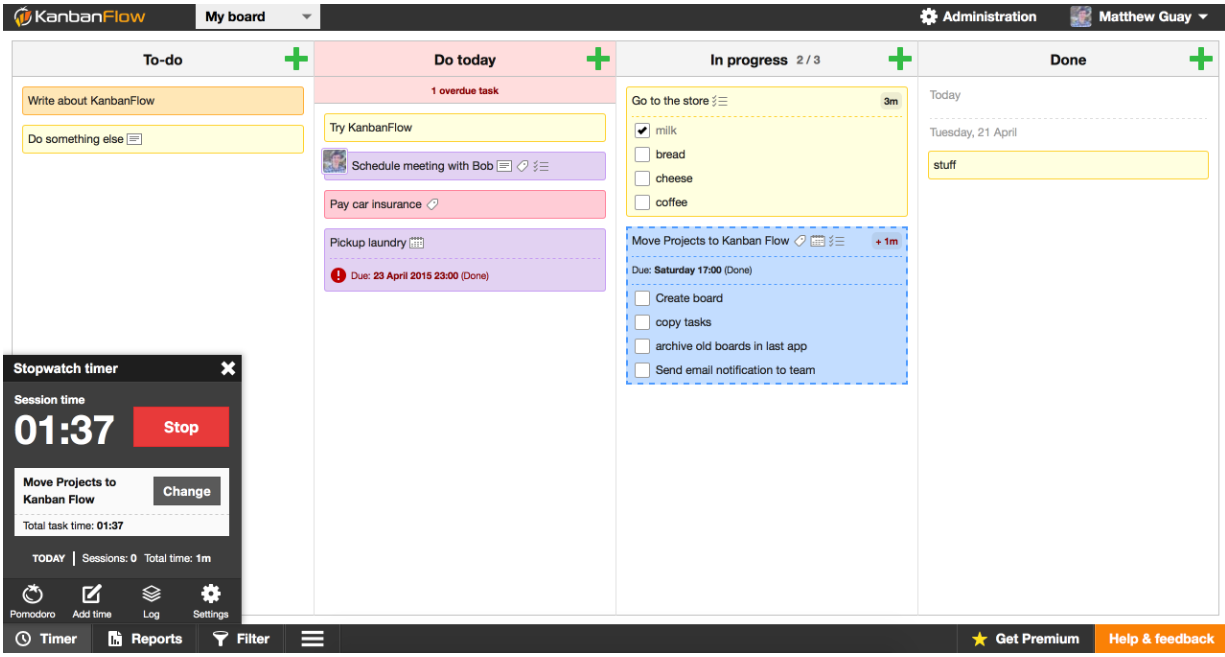 KanbanFlow
My board
Administration
Matthew Guay
To-do
Write about KanbanFlow
Do something else
Do today
1 overdue task
Try KanbanFlow
Schedule meeting with Bob
Pay car insurance
Pickup laundry
Due: 23 April 2015 23:00 (Done)
In progress 2 / 3
Go to the store 3m
milk
bread
cheese
coffee
Move Projects to Kanban Flow + 1m
Due: Saturday 17:00 (Done)
Create board
copy tasks
archive old boards in last app
Send email notification to team
Done
Today
Tuesday, 21 April
stuff
Stopwatch timer
Session time
01:37
Stop
Move Projects to
Kanban Flow
Change
Total task time: 01:37
TODAY | Sessions: 0 Total time: 1m
Pomodoro
Add time
Log
Settings
Timer
Reports
Filter
Get Premium
Help & feedback